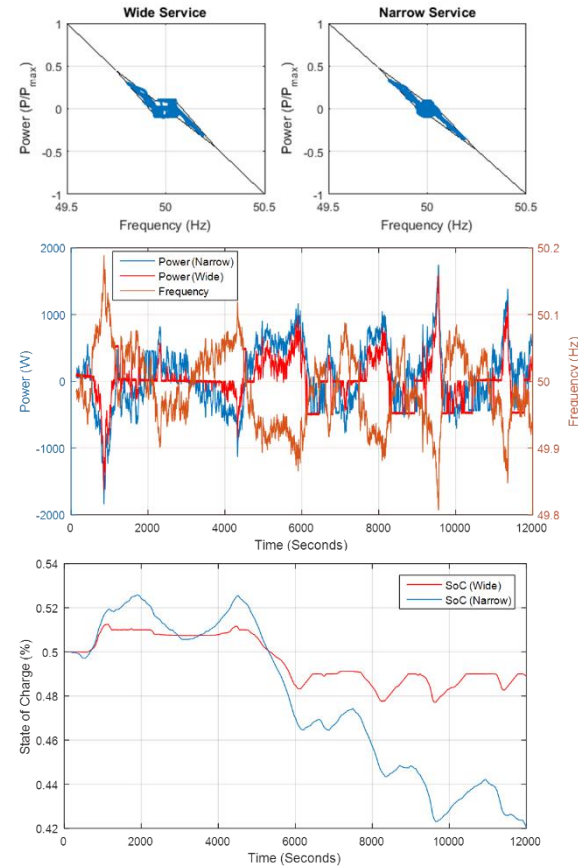 Wide Service
Narrow Service
1
0.5
0
-0.5
-1
49.5
50
50.5
Power (P/Pmax)
Frequency (Hz)
1
0.5
0
-0.5
-1
49.5
50
50.5
Power (P/Pmax)
Frequency (Hz)
2000
1000
0
-1000
-2000
Power (W)
Power (Narrow)
Power (Wide)
Frequency
50.2
50.1
50
49.9
49.8
Frequency (Hz)
0
2000
4000
6000
8000
10000
12000
Time (Seconds)
0.54
0.52
0.5
0.48
0.46
0.44
0.42
State of Charge (%)
SoC (Wide)
SoC (Narrow)
0
2000
4000
6000
8000
10000
12000
Time (Seconds)